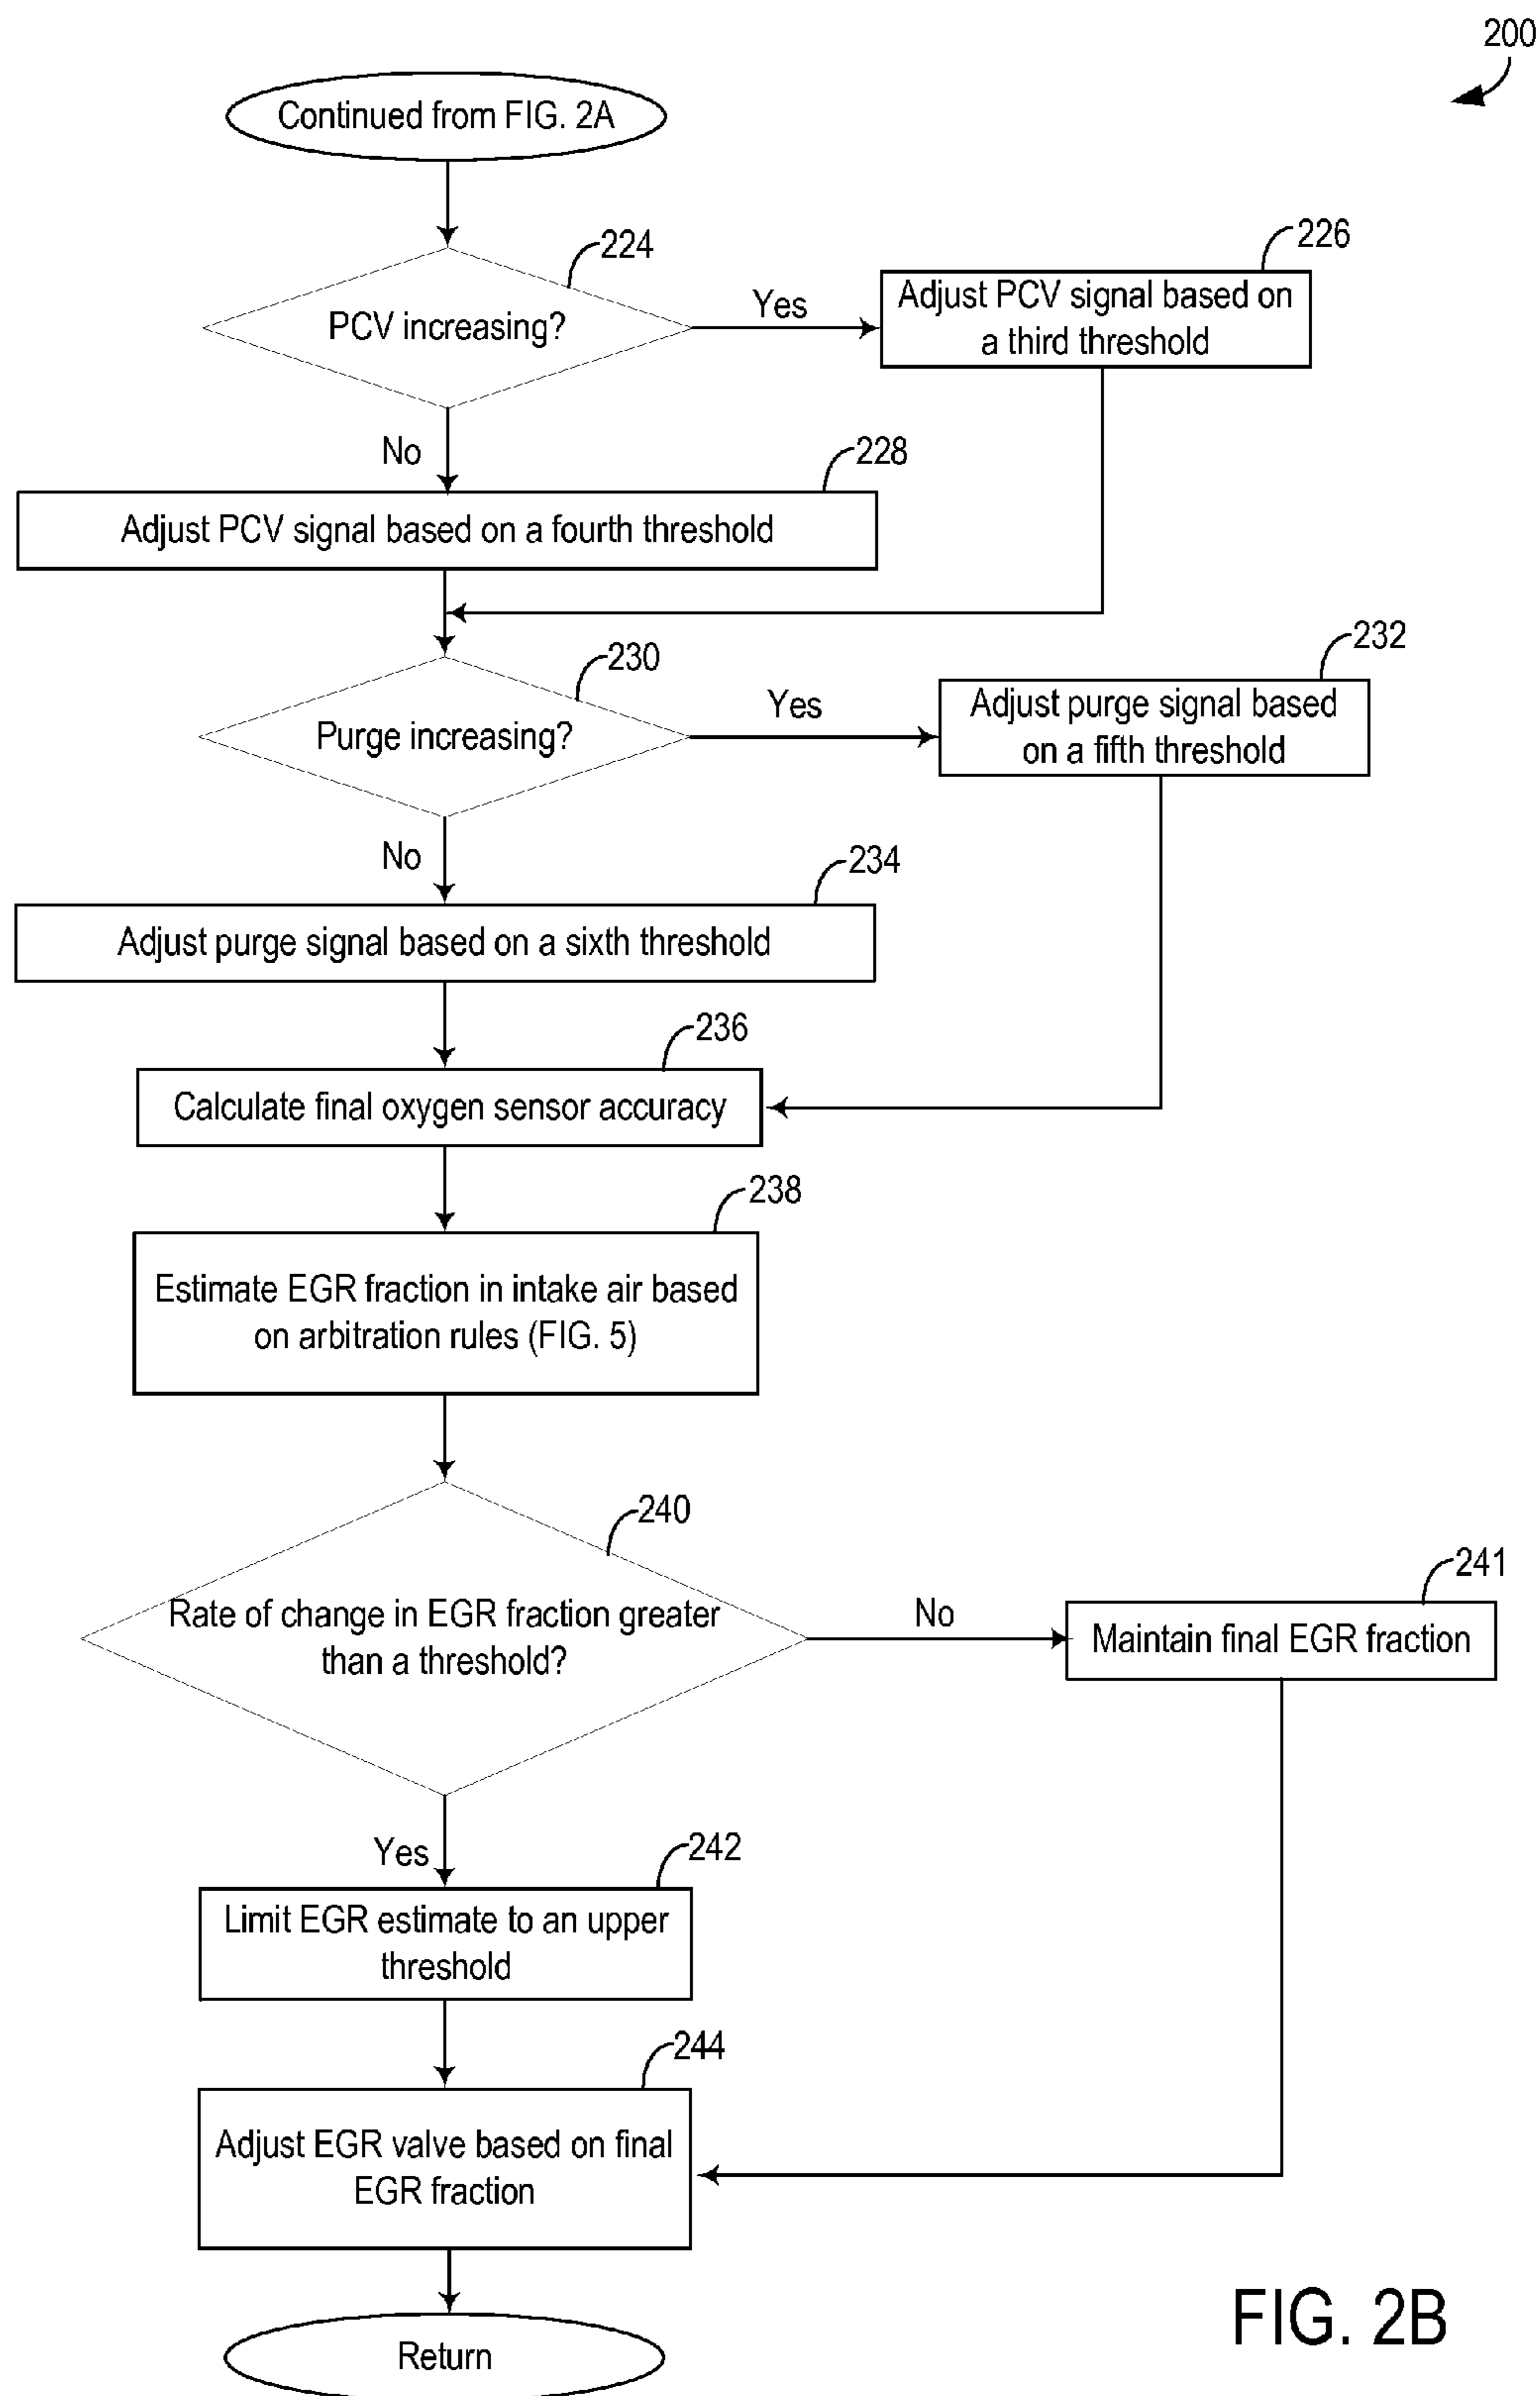 200
Continued from FIG. 2A
224
PCV increasing?
Yes
226
Adjust PCV signal based on
a third threshold
No
228
Adjust PCV signal based on a fourth threshold
230
Purge increasing?
Yes
232
Adjust purge signal based
on a fifth threshold
No
234
Adjust purge signal based on a sixth threshold
236
Calculate final oxygen sensor accuracy
238
Estimate EGR fraction in intake air based
on arbitration rules (FIG. 5)
240
Rate of change in EGR fraction greater
than a threshold?
No
241
Maintain final EGR fraction
Yes
242
Limit EGR estimate to an upper
threshold
244
Adjust EGR valve based on final
EGR fraction
Return
FIG. 2B